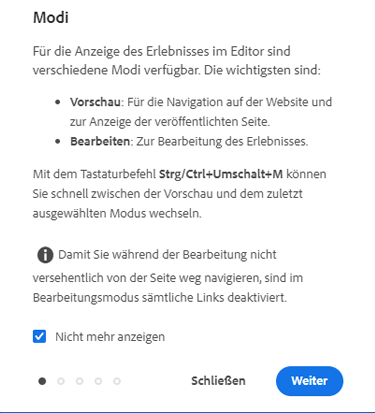 Modi
Für die Anzeige des Erlebnisses im Editor sind
verschiedene Modi verfügbar. Die wichtigsten sind:
• Vorschau: Für die Navigation auf der Website und
zur Anzeige der veröffentlichten Seite.
• Bearbeiten: Zur Bearbeitung des Erlebnisses.
Mit dem Tastaturbefehl Strg/Ctrl+Umschalt+M können
Sie schnell zwischen der Vorschau und dem zuletzt
ausgewählten Modus wechseln.
Damit Sie während der Bearbeitung nicht
versehentlich von der Seite weg navigieren, sind im
Bearbeitungsmodus sämtliche Links deaktiviert.
Nicht mehr anzeigen
Schließen Weiter